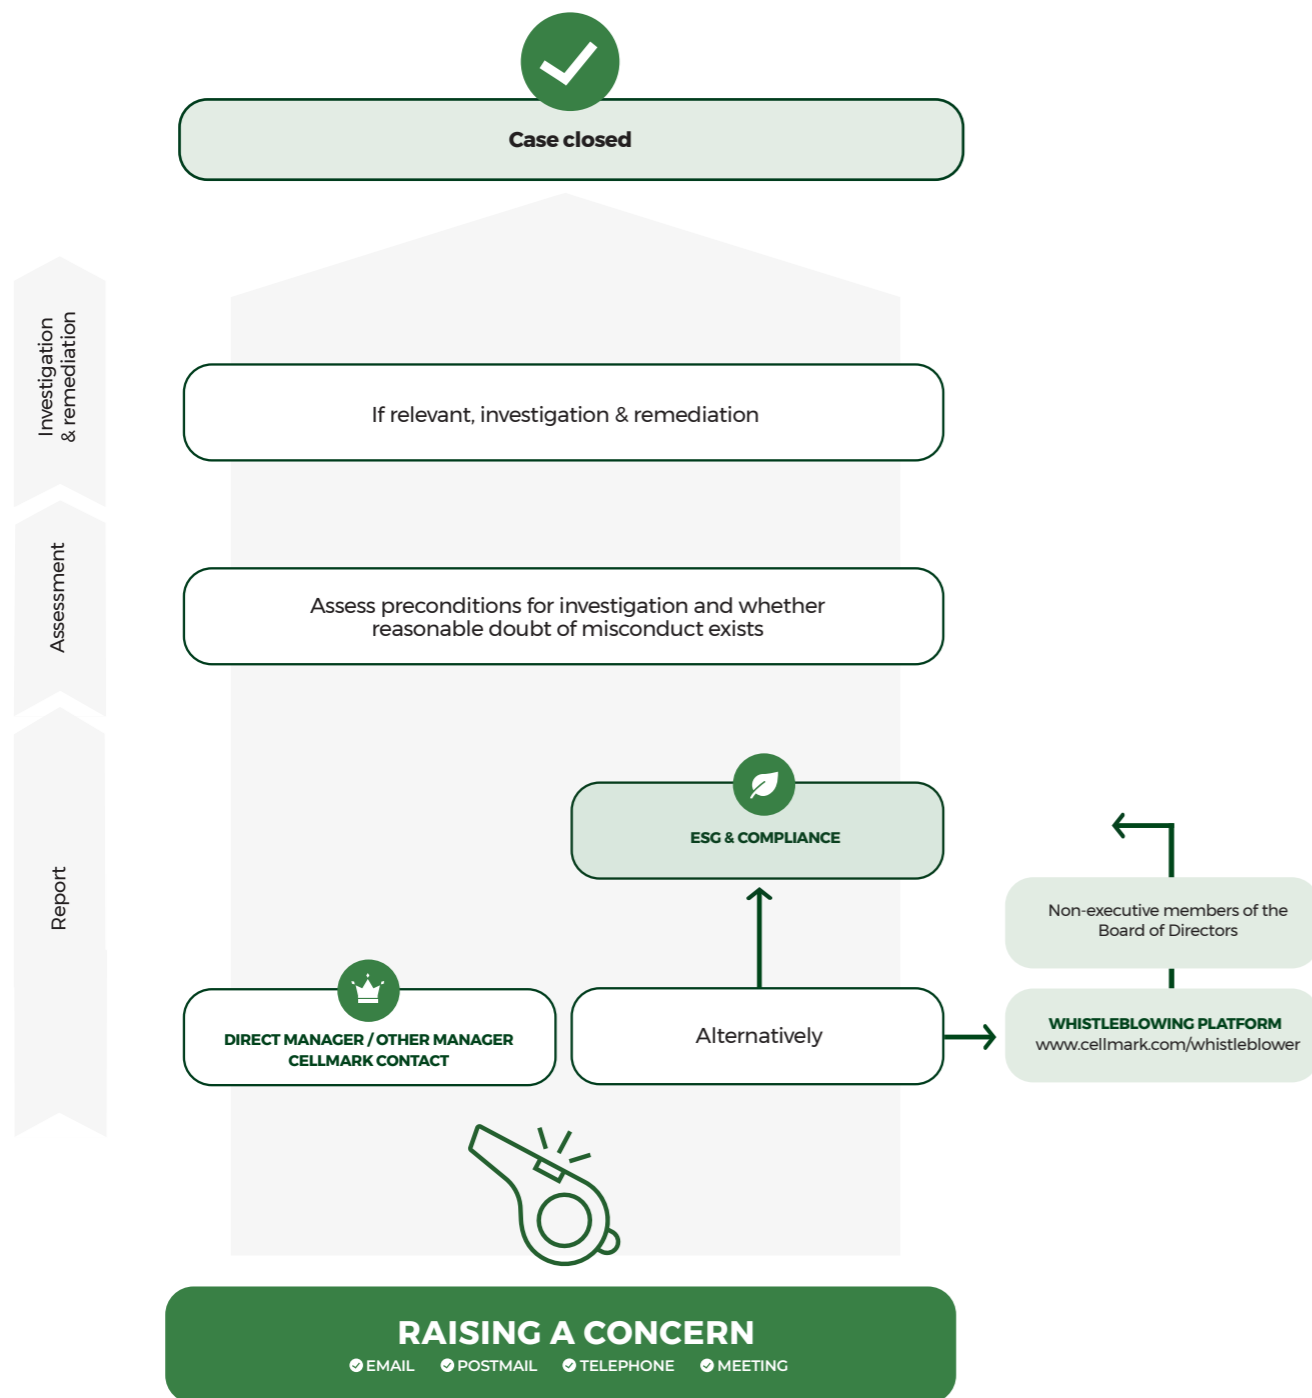 Case closed
Investigation
& remediation
If relevant, investigation & remediation
Assessment
Assess preconditions for investigation and whether
reasonable doubt of misconduct exists
Report
ESG & COMPLIANCE
Non-executive members of the
Board of Directors
DIRECT MANAGER / OTHER MANAGER
CELLMARK CONTACT
Alternatively
WHISTLEBLOWING PLATFORM
www.cellmark.com/whistleblower
RAISING A CONCERN
EMAIL POSTMAIL TELEPHONE MEETING